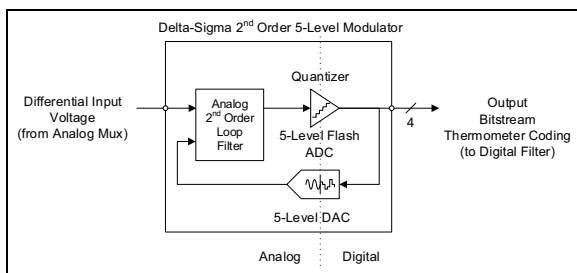 Delta-Sigma 2nd Order 5-Level Modulator
Quantizer
Differential Input
Voltage
(from Analog Mux)
Analog
2nd Order
Loop
Filter
4
Output
Bitstream
Thermometer Coding
(to Digital Filter)
5-Level Flash
ADC
5-Level DAC
Analog
Digital